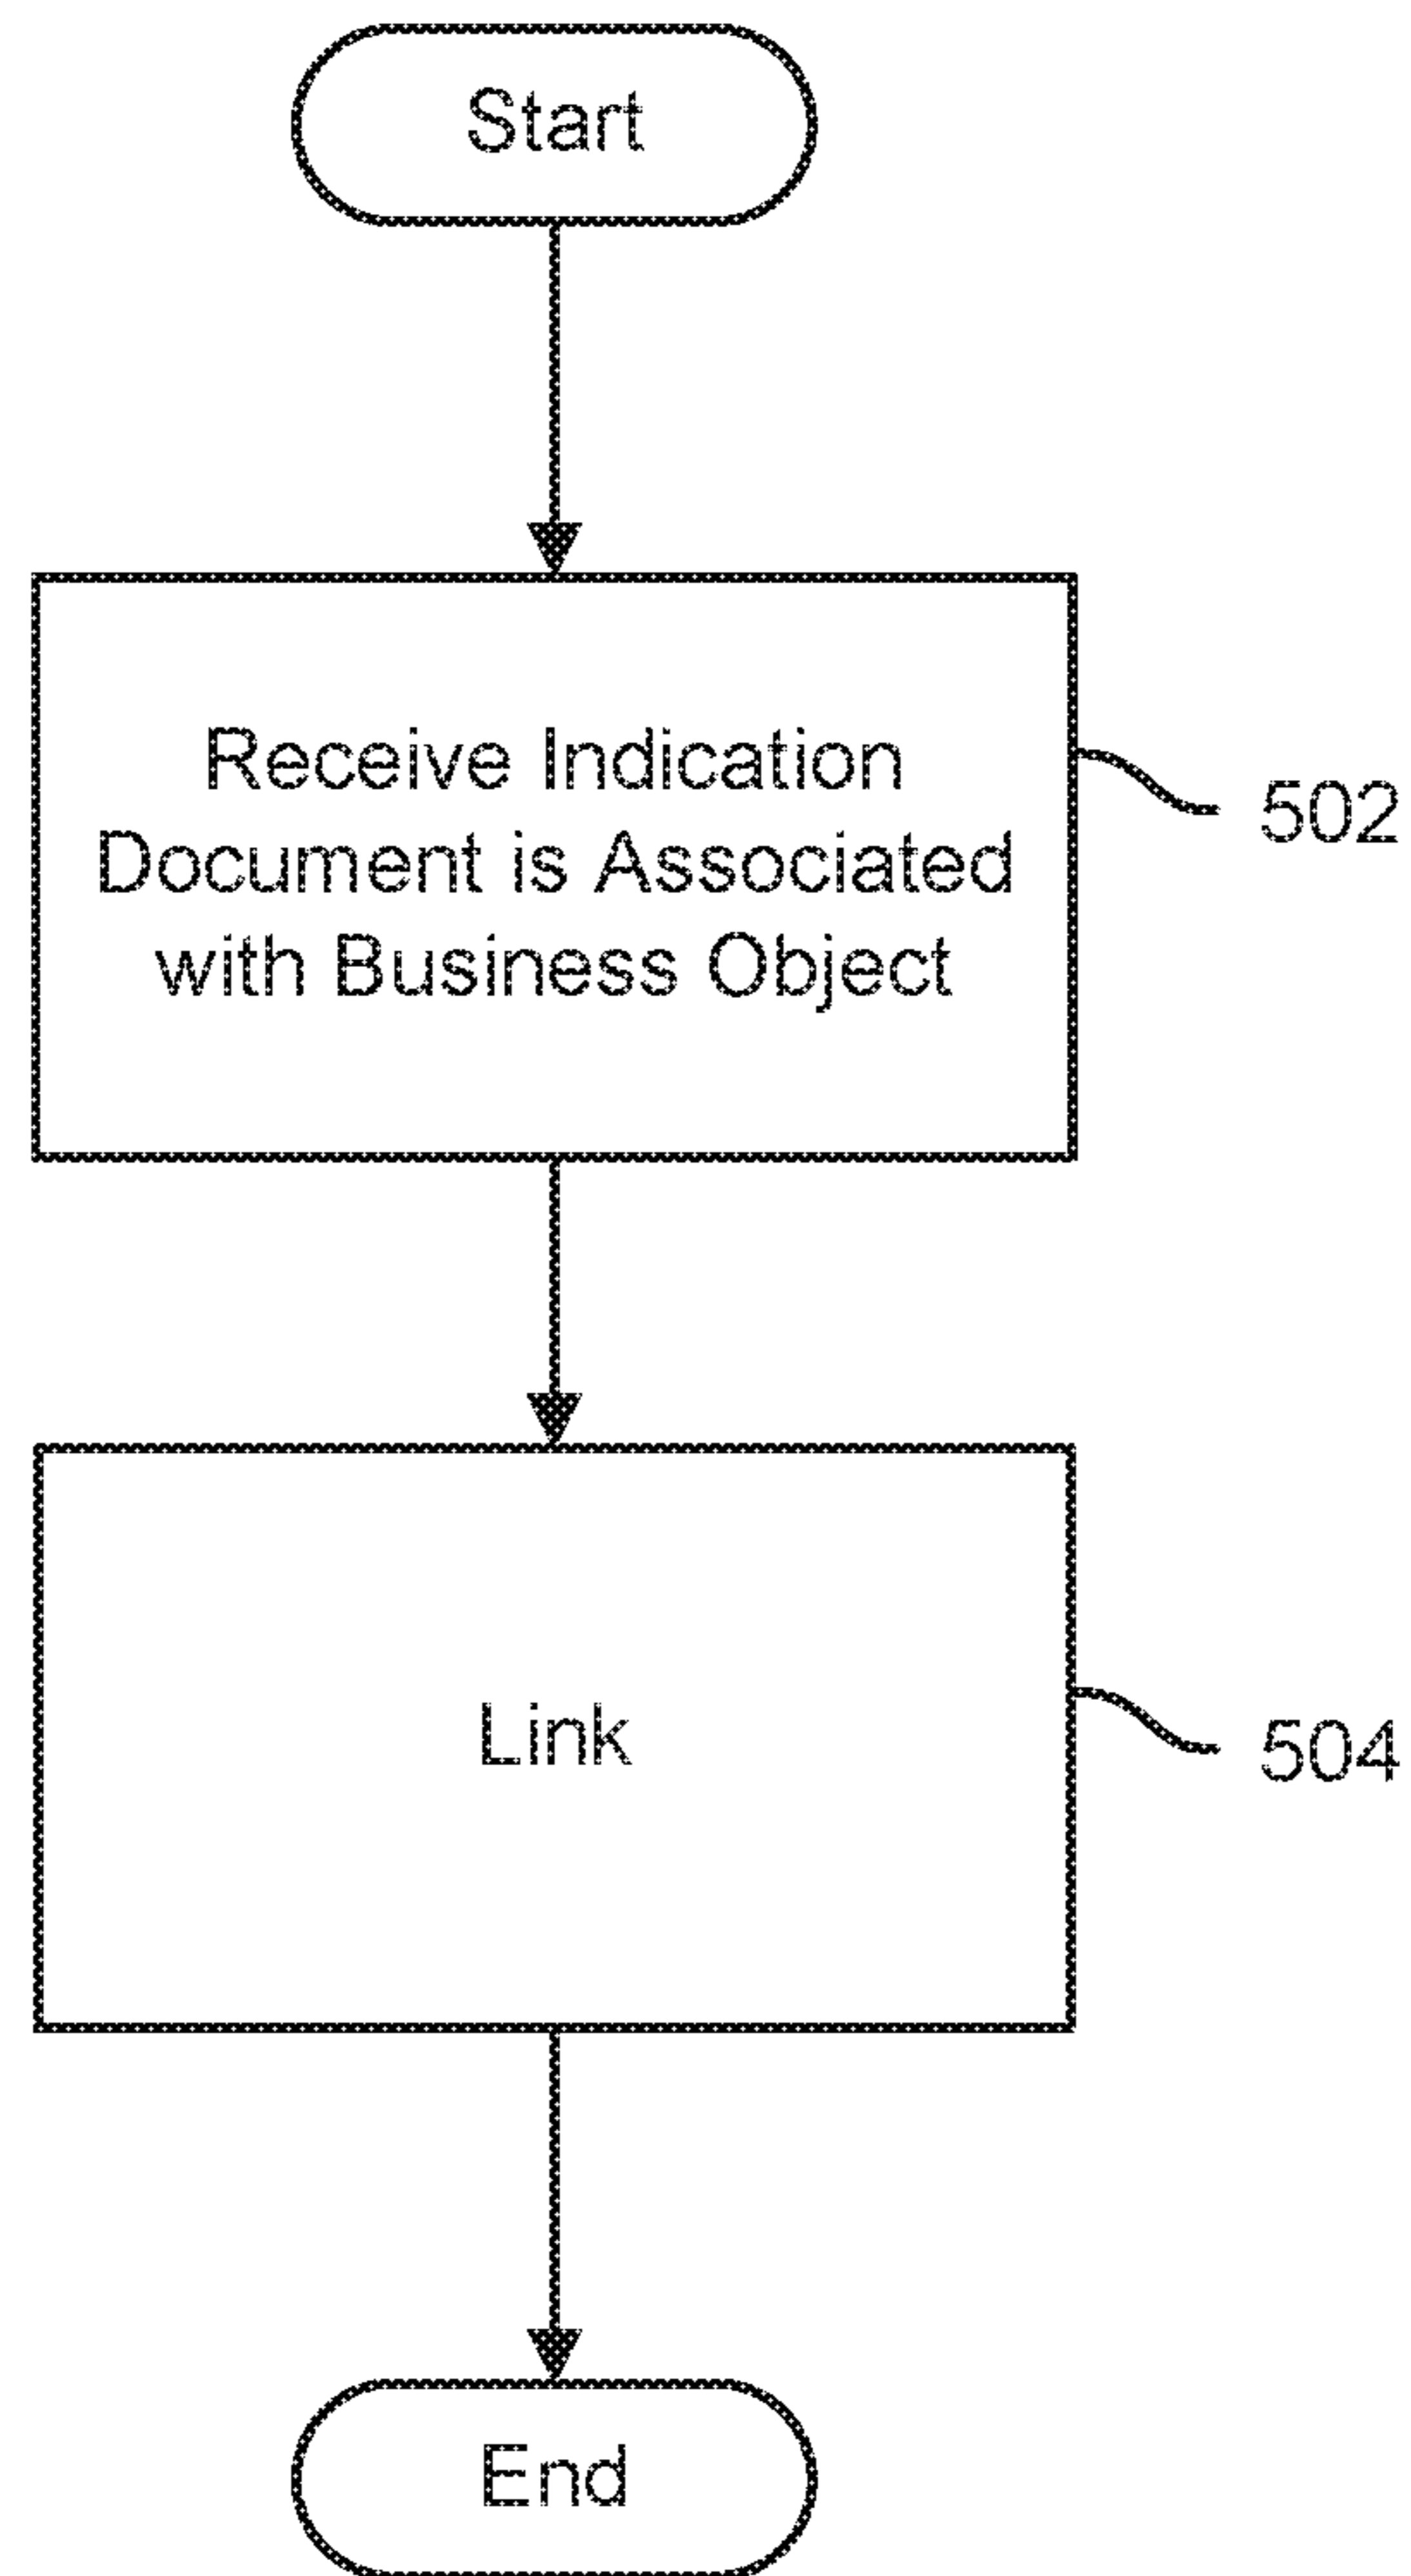 Start
Receive Indication
Document is Associated
with Business Object
502
Link
504
End